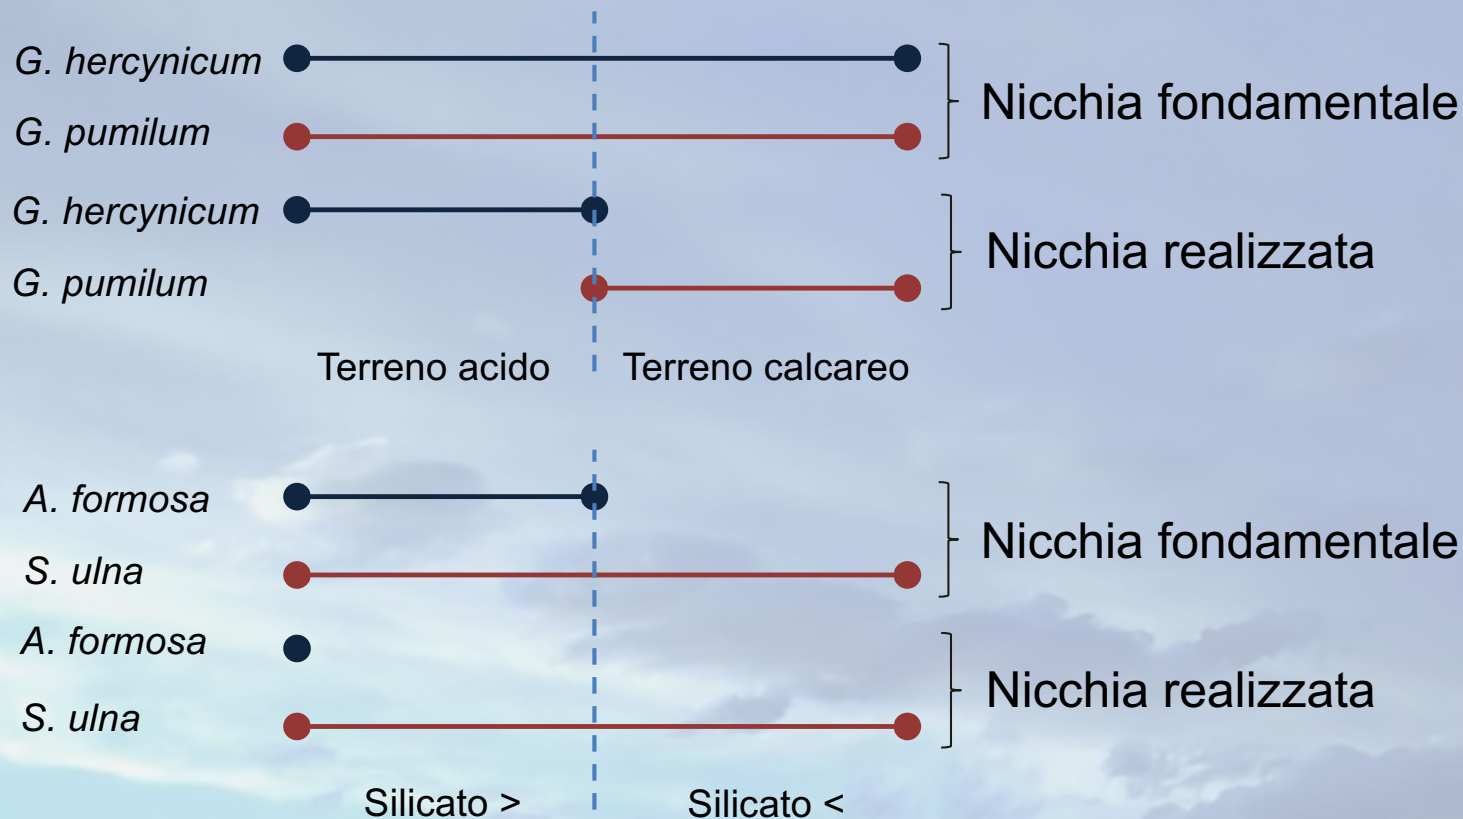 G. hercynicum
G. pumilum
Nicchia fondamentale
G. hercynicum
G. pumilum
Nicchia realizzata
Terreno acido Terreno calcareo
A. formosa
S. ulna
Nicchia fondamentale
A. formosa
S. ulna
Nicchia realizzata
Silicato > Silicato <